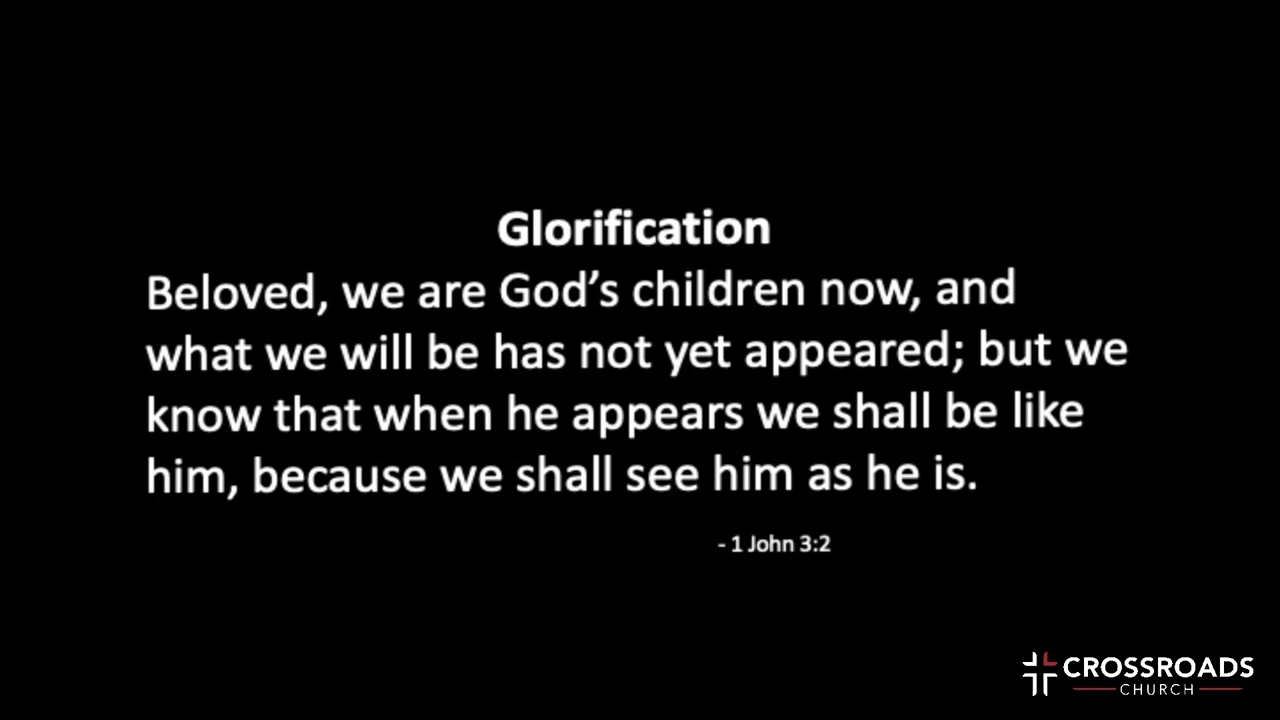 Glorification
Beloved, we are God’s children now, and
what we will be has not yet appeared; but we
know that when he appears we shall be like
him, because we shall see him as he is.
- 1 John 3:2
CROSSROADS
CHURCH